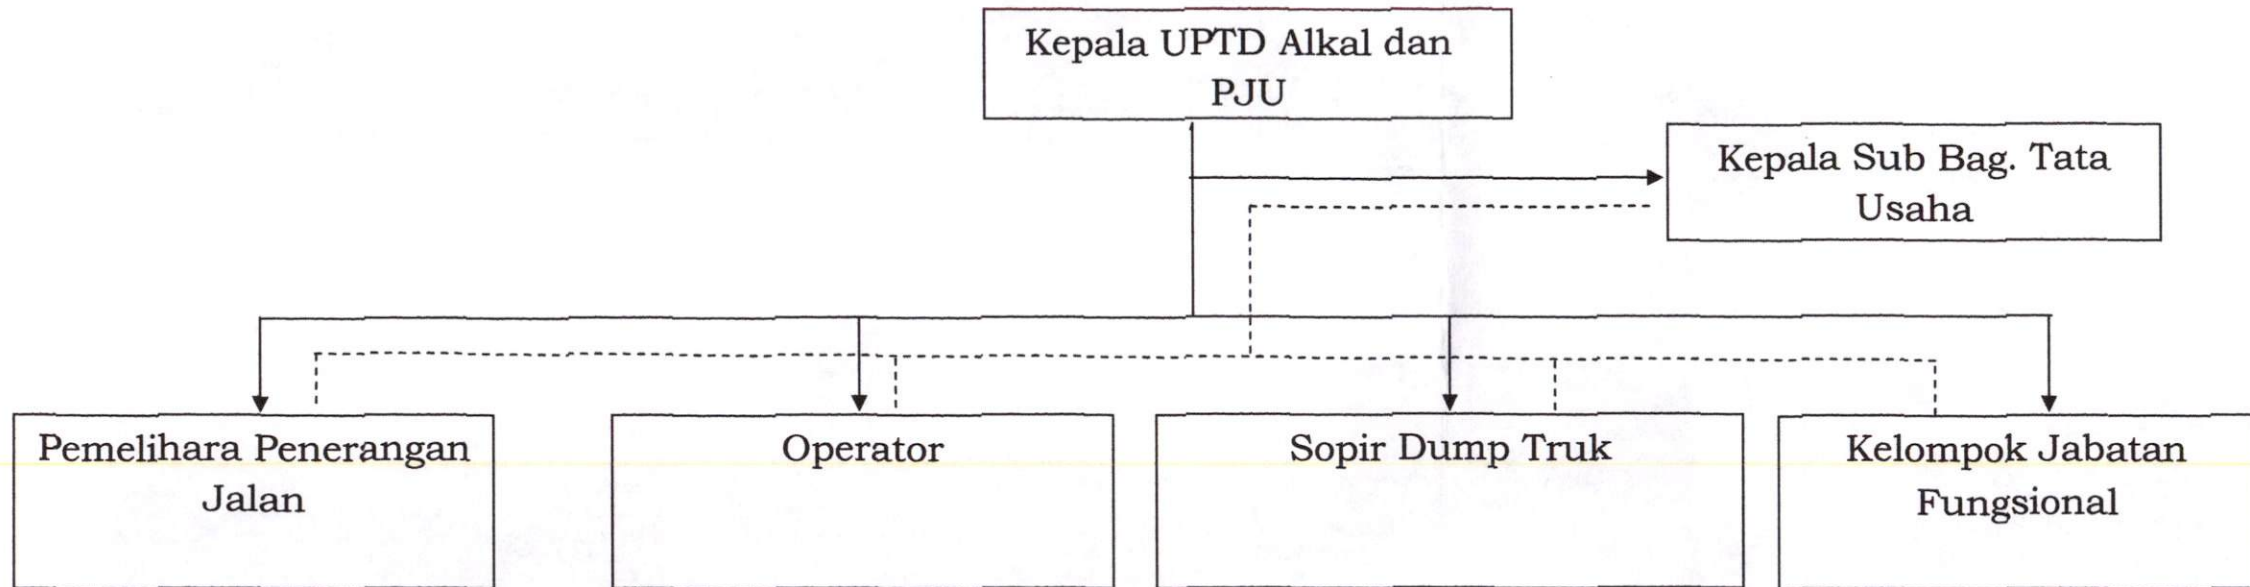 Kepala UPTD Alkal dan
PJU
Kepala Sub Bag. Tata
Usaha
Pemelihara Penerangan
Jalan
Operator
Sopir Dump Truk
Kelompok Jabatan
Fungsional